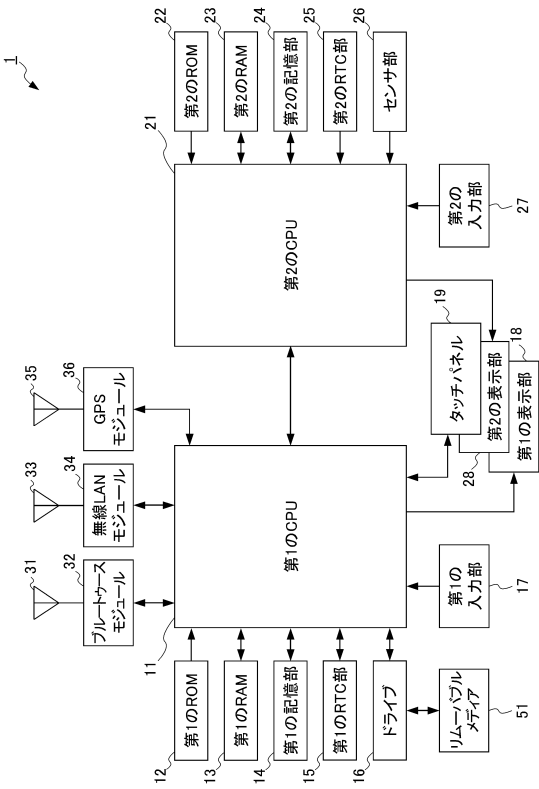 1
31
33
35
32
ブルートゥース
モジュール
34
無線LAN
モジュール
36
GPS
モジュール
11
第1のCPU
21
第2のCPU
12
第1のROM
13
第1のRAM
14
第1の記憶部
15
第1のRTC部
16
ドライブ
22
第2のROM
23
第2のRAM
24
第2の記憶部
25
第2のRTC部
26
センサ部
リムーバブル
メディア
51
第1の
入力部
17
19
タッチパネル
28
第2の表示部
18
第1の表示部
第2の
入力部
27